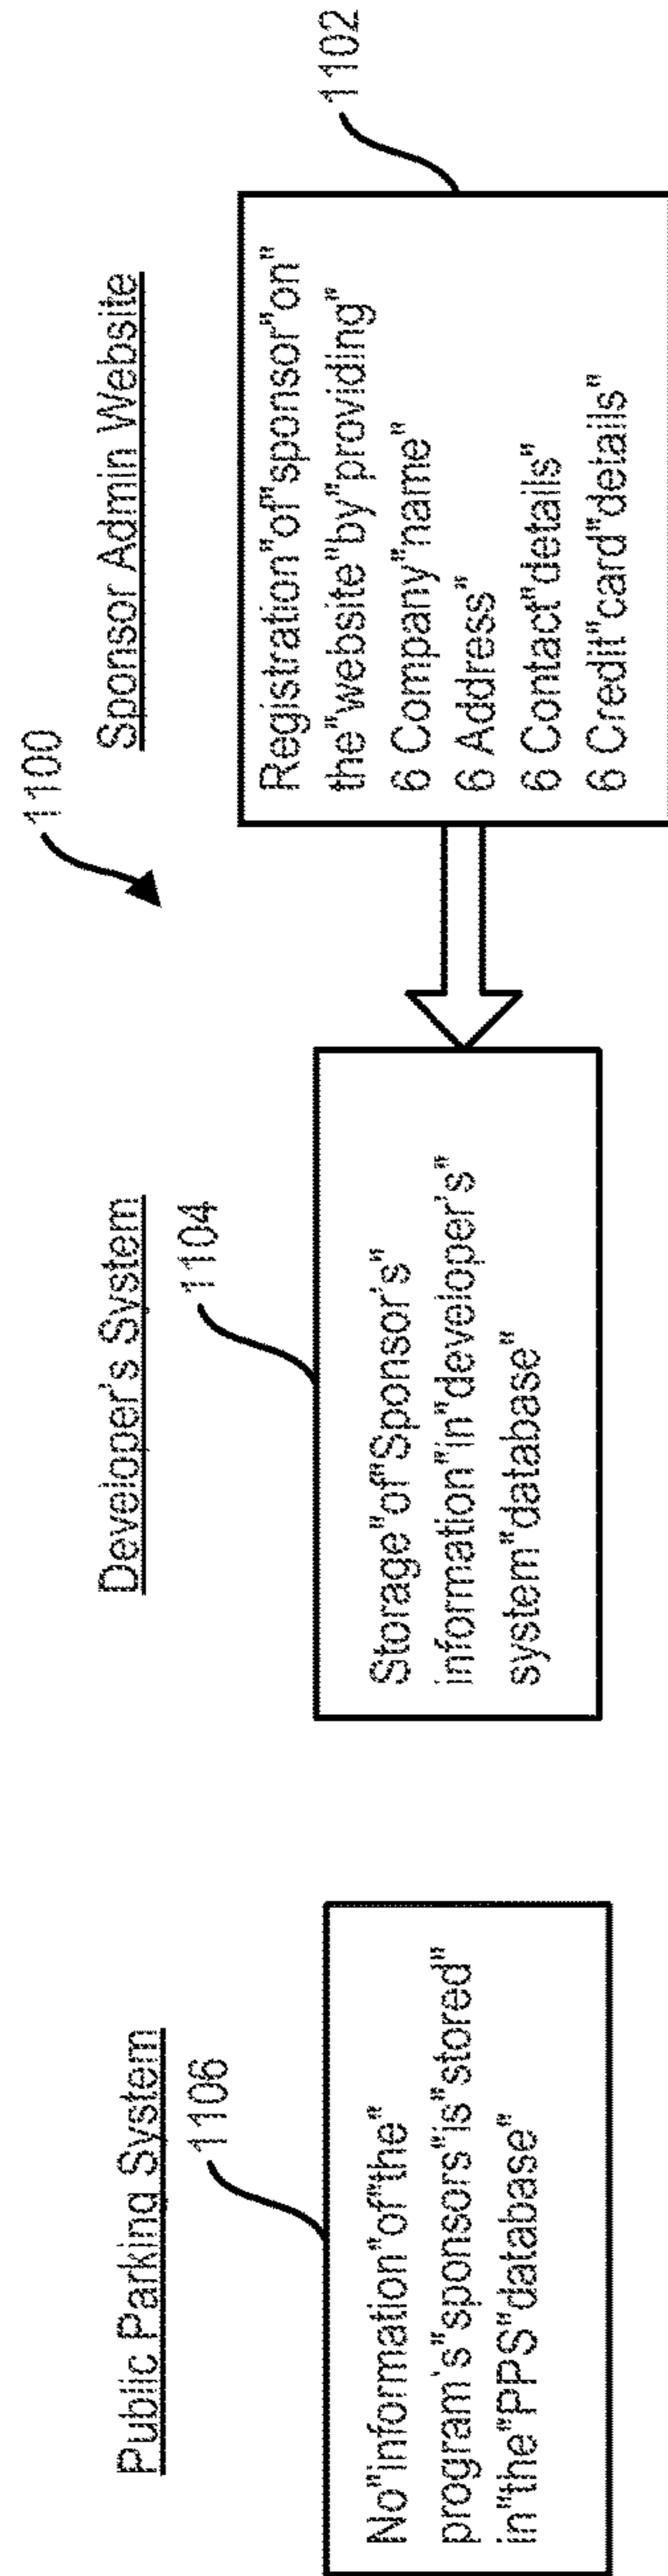 1100
Public Parking System
1106
No"information"of"the"
program's"sponsors"is"stored"
in"the"PPS"database"
Developer's System
1104
Storage"of"Sponsor's"
information"in"developer's"
system"database"
Sponsor Admin Website
Registration"of"sponsor"on"
the"website"by"providing"
6 Company"name"
6 Address"
6 Contact"details"
6 Credit"card"details"
1102